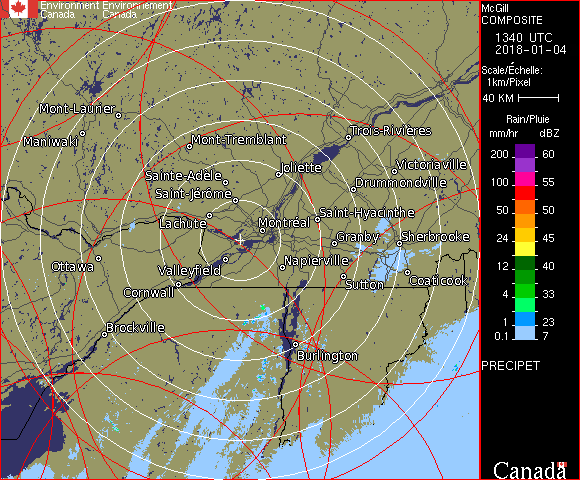 Environment Environnement
Canada Canada
McGill
COMPOSITE
1340 UTC
2018-01-04
Scale/Échelle:
1km/Pixel
40 KM
Rain/Pluie
mm/hr dBZ
200 60
100 55
50 50
24 45
12 40
4 33
1 23
0.1 7
PRECIPET
Canada
Mont-Laurier
Maniwaki
Mont-Tremblant
Trois-Rivières
Sainte-Adèle
Joliette
Victoriaville
Saint-Jérôme
Drummondville
Lachute
Montréal
Saint-Hyacinthe
Granby
Sherbrooke
Ottawa
Valleyfield
Napierville
Cornwall
Sutton
Coaticook
Brockville
Burlington